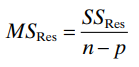 MS_Res = SS_Res / (n − p)